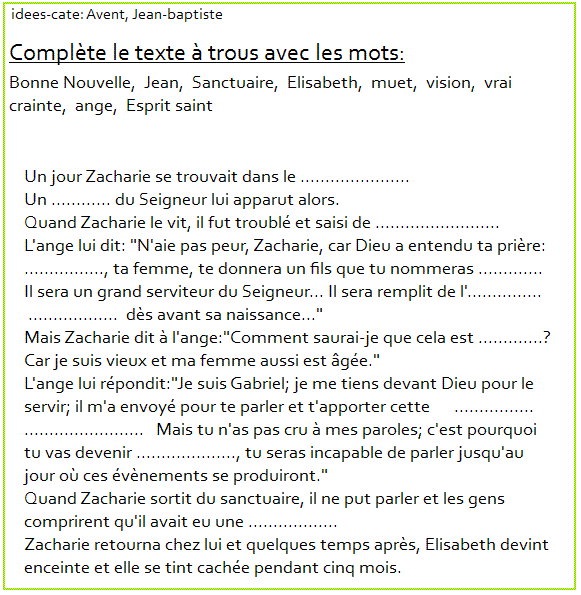 idees-cate: Avent, Jean-baptiste
Complète le texte à trous avec les mots:
Bonne Nouvelle, Jean, Sanctuaire, Elisabeth, muet, vision, vrai
crainte, ange, Esprit saint
Un jour Zacharie se trouvait dans le ......................
Un ............ du Seigneur lui apparut alors.
Quand Zacharie le vit, il fut troublé et saisi de .........................
L'ange lui dit: "N'aie pas peur, Zacharie, car Dieu a entendu ta prière:
................, ta femme, te donnera un fils que tu nommeras .............
Il sera un grand serviteur du Seigneur... Il sera remplit de l'...............
.................. dès avant sa naissance..."
Mais Zacharie dit à l'ange:"Comment saurai-je que cela est .............?
Car je suis vieux et ma femme aussi est âgée."
L'ange lui répondit:"Je suis Gabriel; je me tiens devant Dieu pour le
servir; il m'a envoyé pour te parler et t'apporter cette ................
........................ Mais tu n'as pas cru à mes paroles; c'est pourquoi
tu vas devenir ...................., tu seras incapable de parler jusqu'au
jour où ces évènements se produiront."
Quand Zacharie sortit du sanctuaire, il ne put parler et les gens
comprirent qu'il avait eu une ..................
Zacharie retourna chez lui et quelques temps après, Elisabeth devint
enceinte et elle se tint cachée pendant cinq mois.